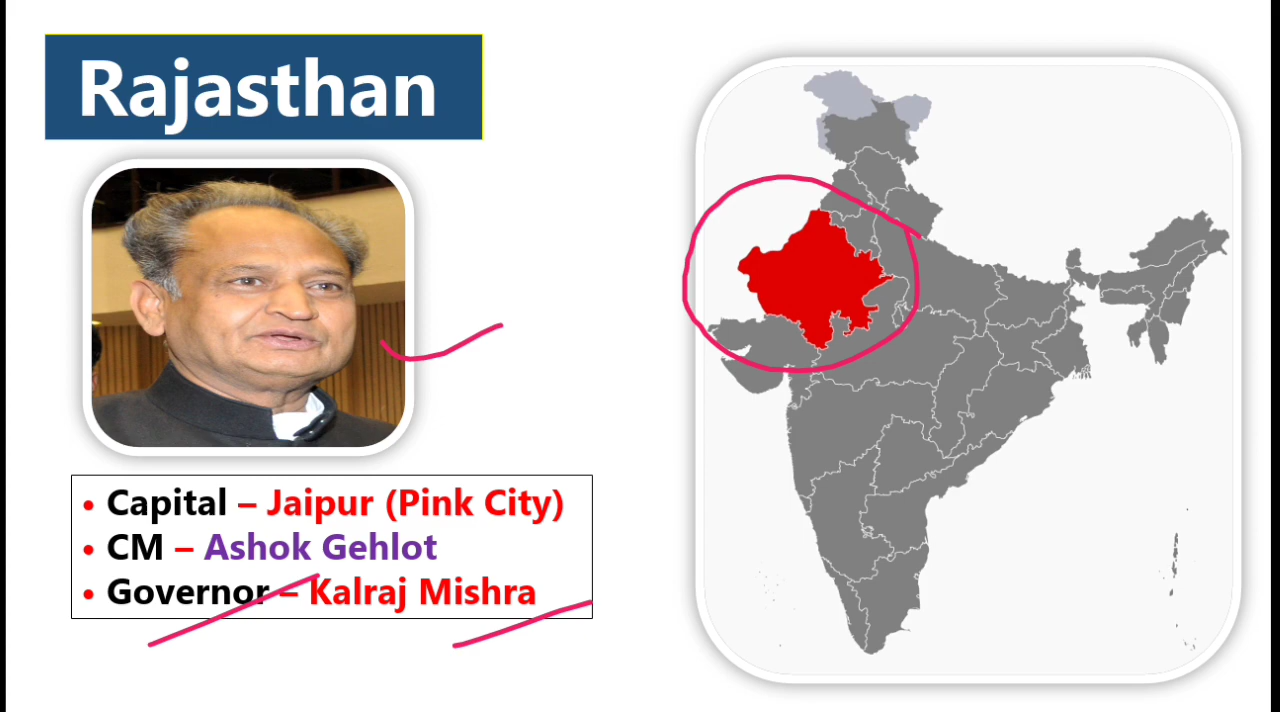 Rajasthan
• Capital – Jaipur (Pink City)
• CM – Ashok Gehlot
• Governor – Kalraj Mishra